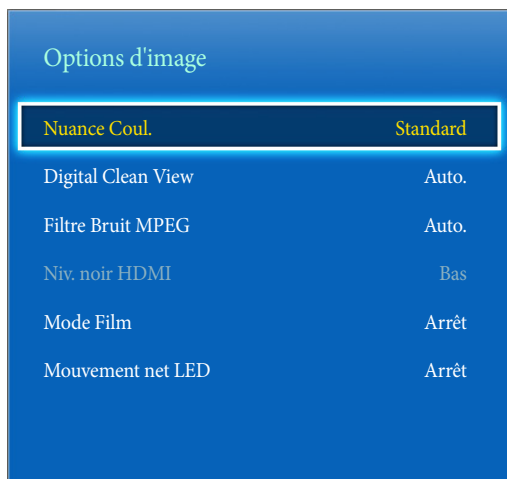 Options d'image
Nuance Coul. Standard
Digital Clean View Auto.
Filtre Bruit MPEG Auto.
Niv. noir HDMI Bas
Mode Film Arrêt
Mouvement net LED Arrêt